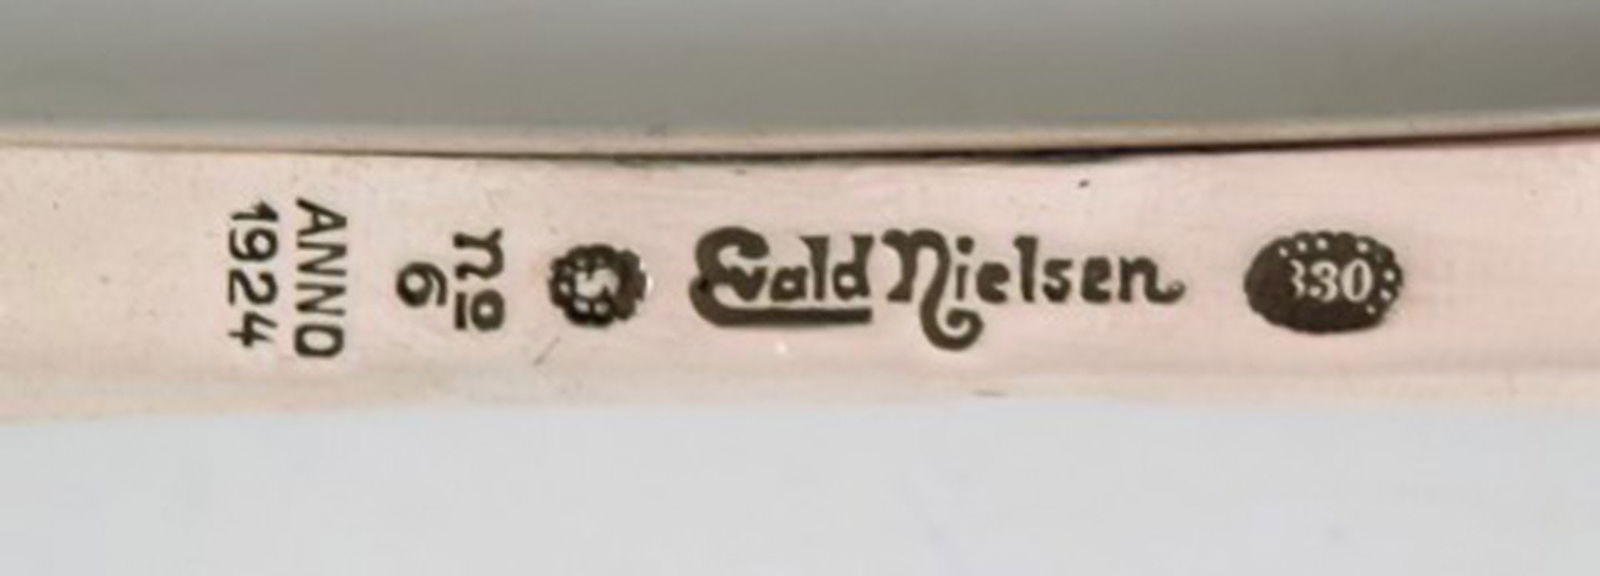 ANNO
1924
no
6
Evald Nielsen
830